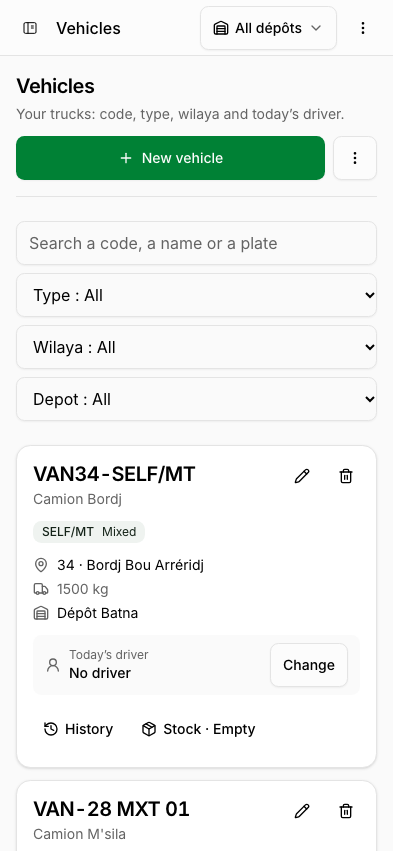 Vehicles
All dépôts
Vehicles
Your trucks: code, type, wilaya and today's driver.
New vehicle
Search a code, a name or a plate
Type : All
Wilaya : All
Depot : All
VAN34-SELF/MT
Camion Bordj
SELF/MT Mixed
34 · Bordj Bou Arréridj
1500 kg
Dépôt Batna
Today's driver
No driver
Change
History
Stock · Empty
VAN-28 MXT 01
Camion M'sila